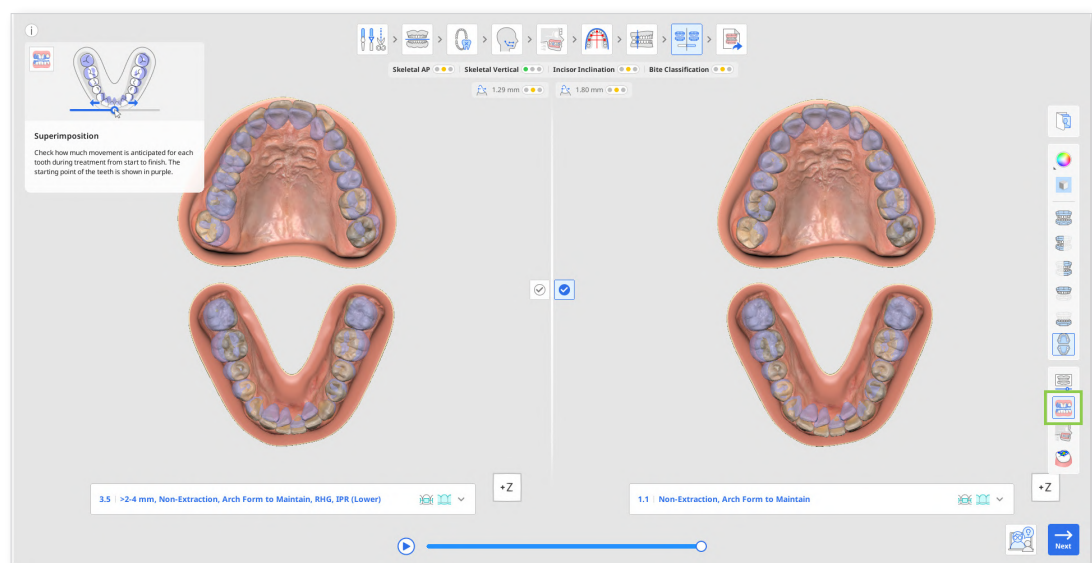 Skeletal AP Skeletal Vertical Incisor Inclination Bite Classification
1.29 mm 1.80 mm
Superimposition
Check how much movement is anticipated for each
tooth during treatment from start to finish. The
starting point of the teeth is shown in purple.
+Z +Z
3.5 | >2-4 mm, Non-Extraction, Arch Form to Maintain, RHG, IPR (Lower)
1.1 | Non-Extraction, Arch Form to Maintain
Next